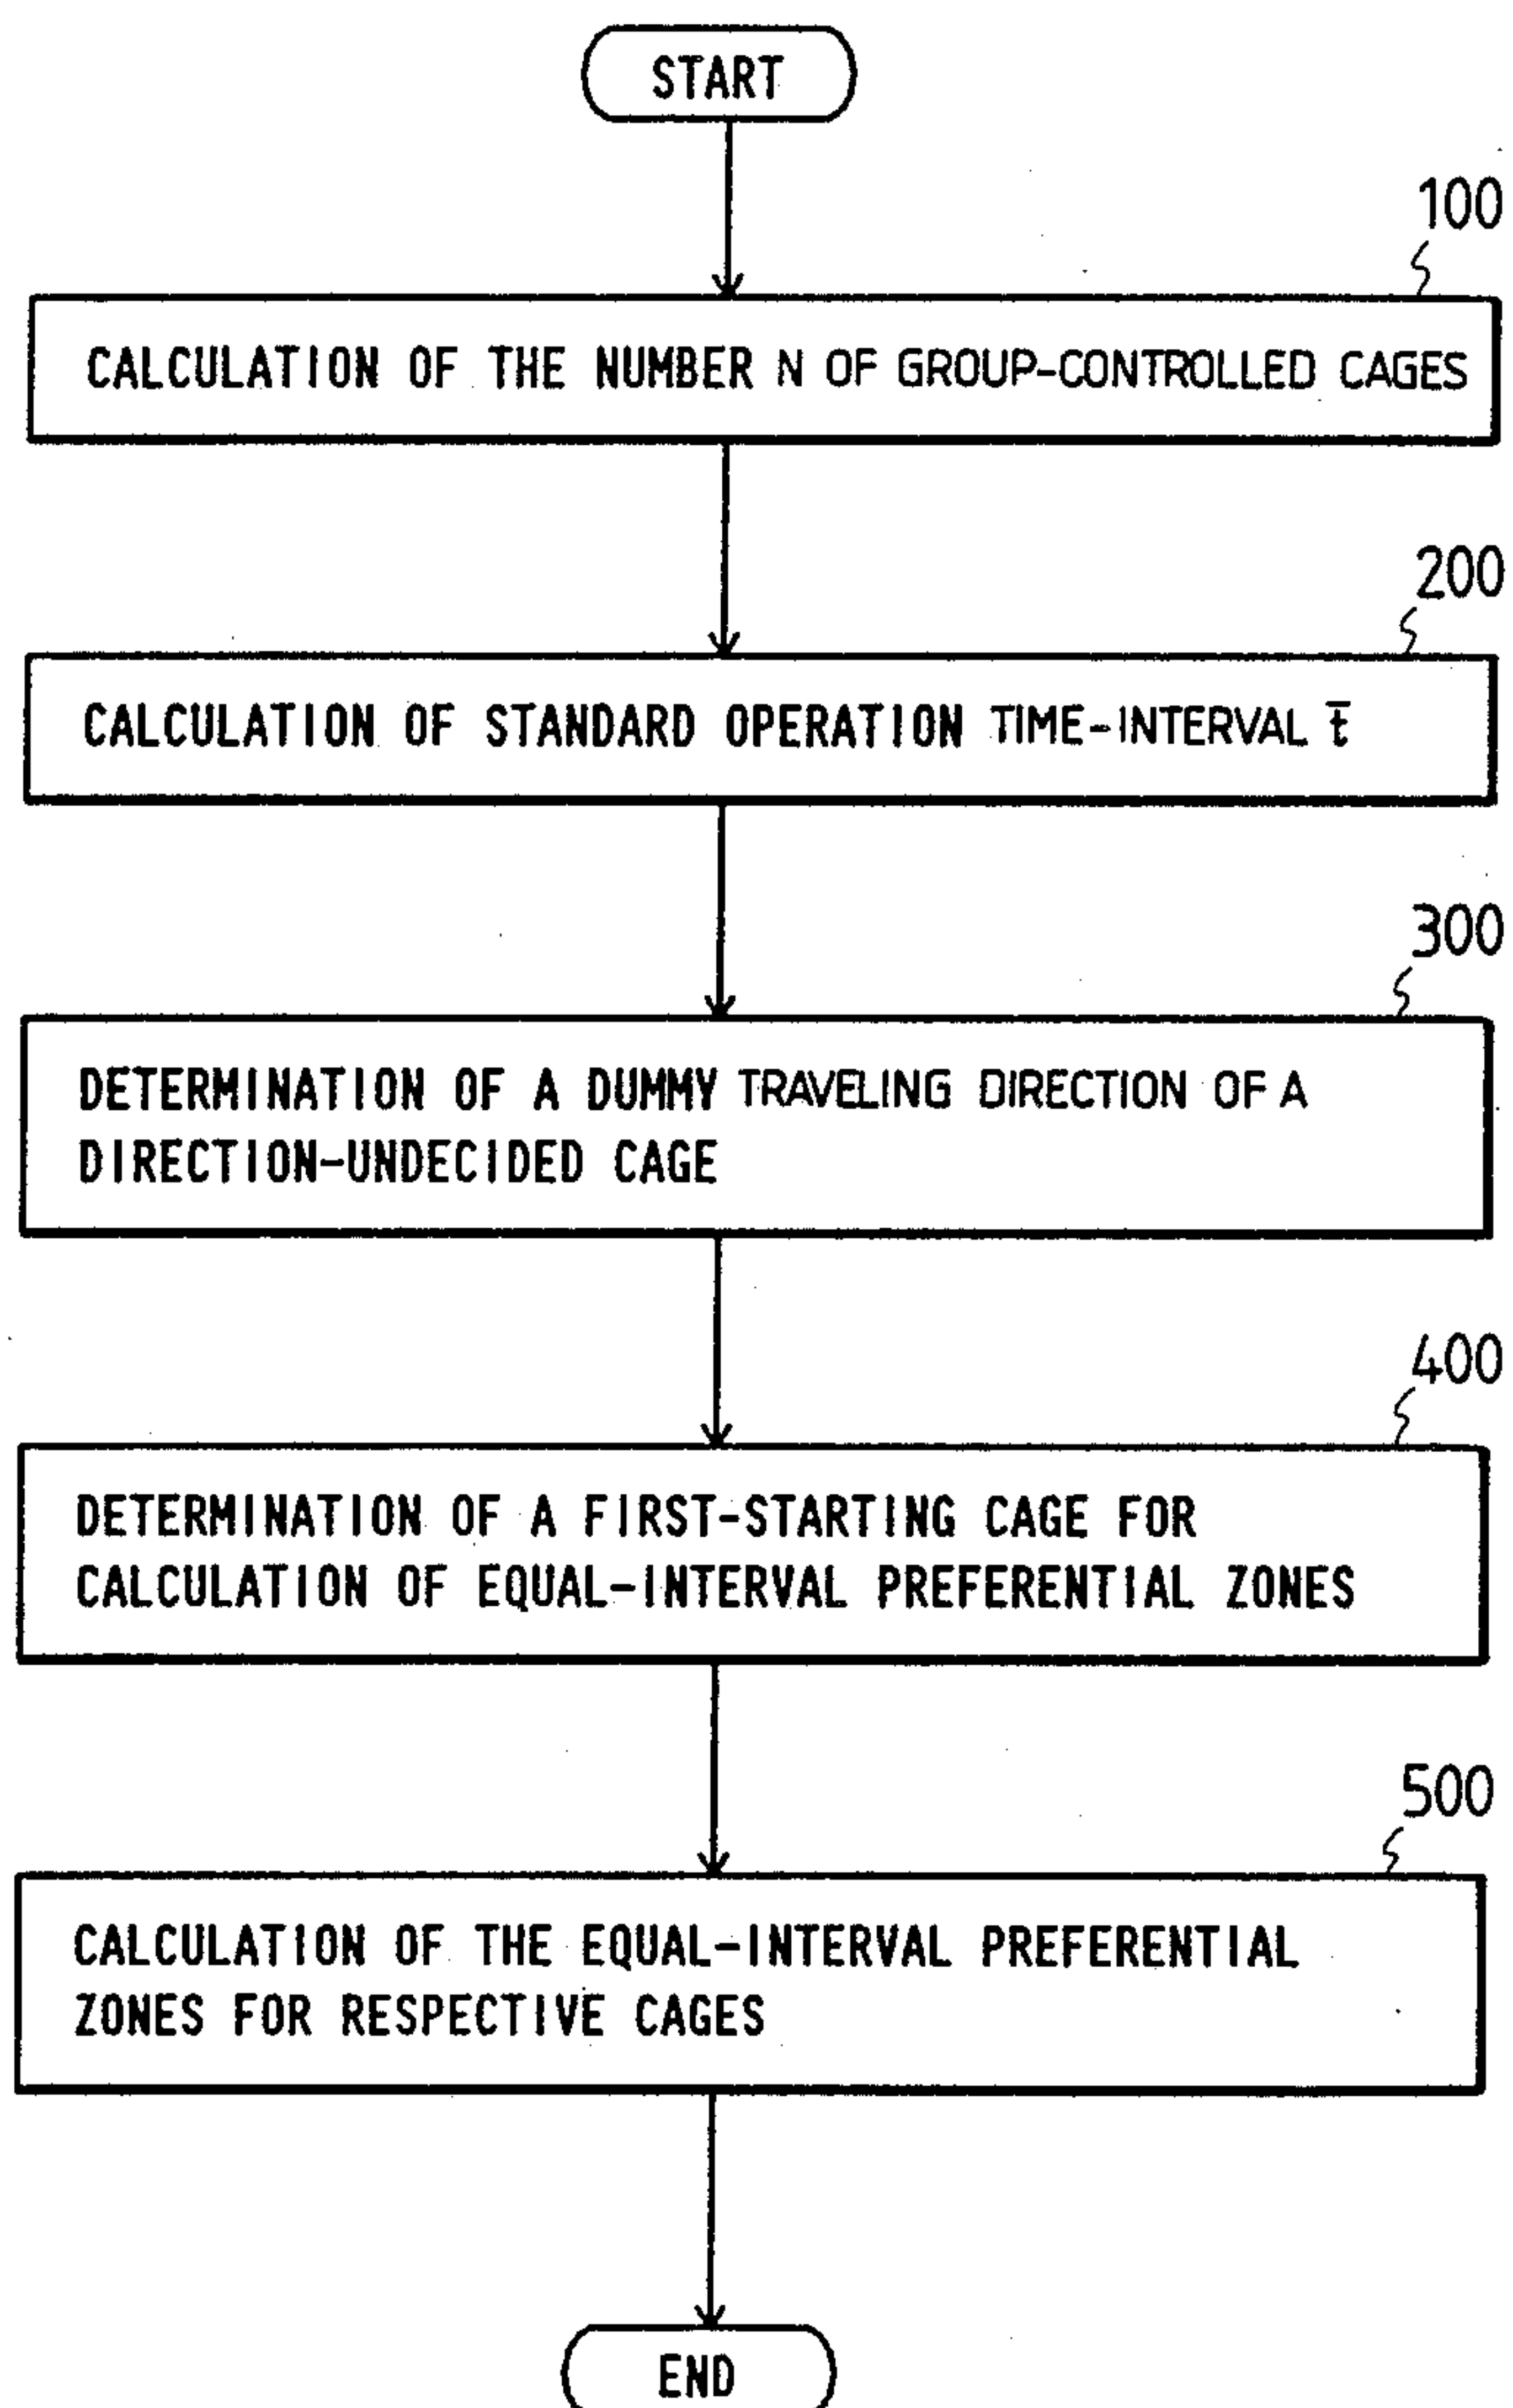 START
100
CALCULATION OF THE NUMBER N OF GROUP-CONTROLLED CAGES
200
CALCULATION OF STANDARD OPERATION TIME-INTERVAL t̄
300
DETERMINATION OF A DUMMY TRAVELING DIRECTION OF A
DIRECTION-UNDECIDED CAGE
400
DETERMINATION OF A FIRST-STARTING CAGE FOR
CALCULATION OF EQUAL-INTERVAL PREFERENTIAL ZONES
500
CALCULATION OF THE EQUAL-INTERVAL PREFERENTIAL
ZONES FOR RESPECTIVE CAGES
END